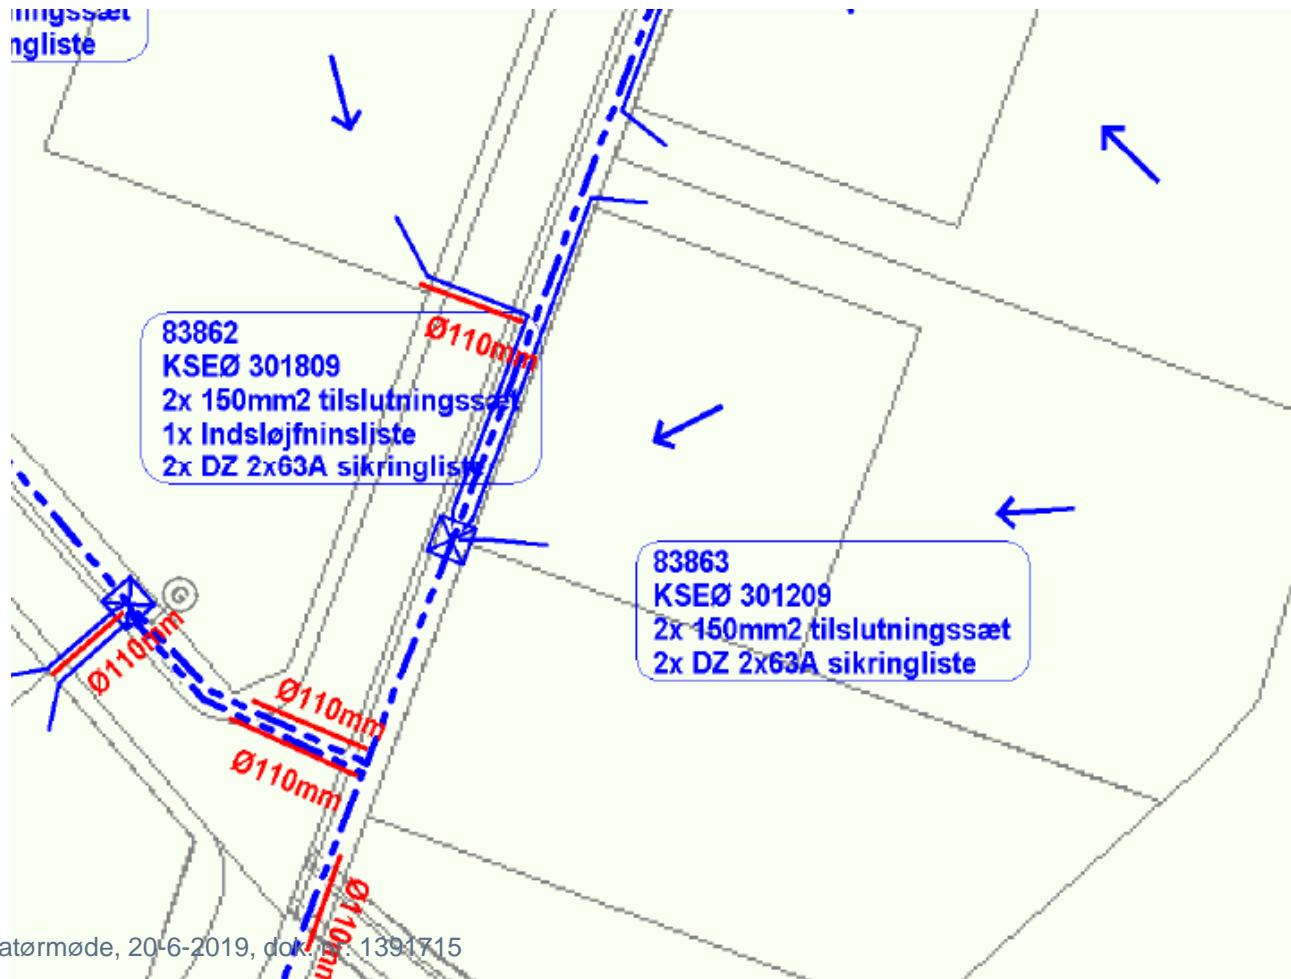 ngliste
Ø110mm
83862
KSEØ 301809
2x 150mm2 tilslutningssæt
1x Indsløjfninsliste
2x DZ 2x63A sikringliste
83863
KSEØ 301209
2x 150mm2 tilslutningssæt
2x DZ 2x63A sikringliste
G
Ø110mm
Ø110mm
Ø110mm
Ø110mm
atørmøde, 20-6-2019, dok. nr: 1391715